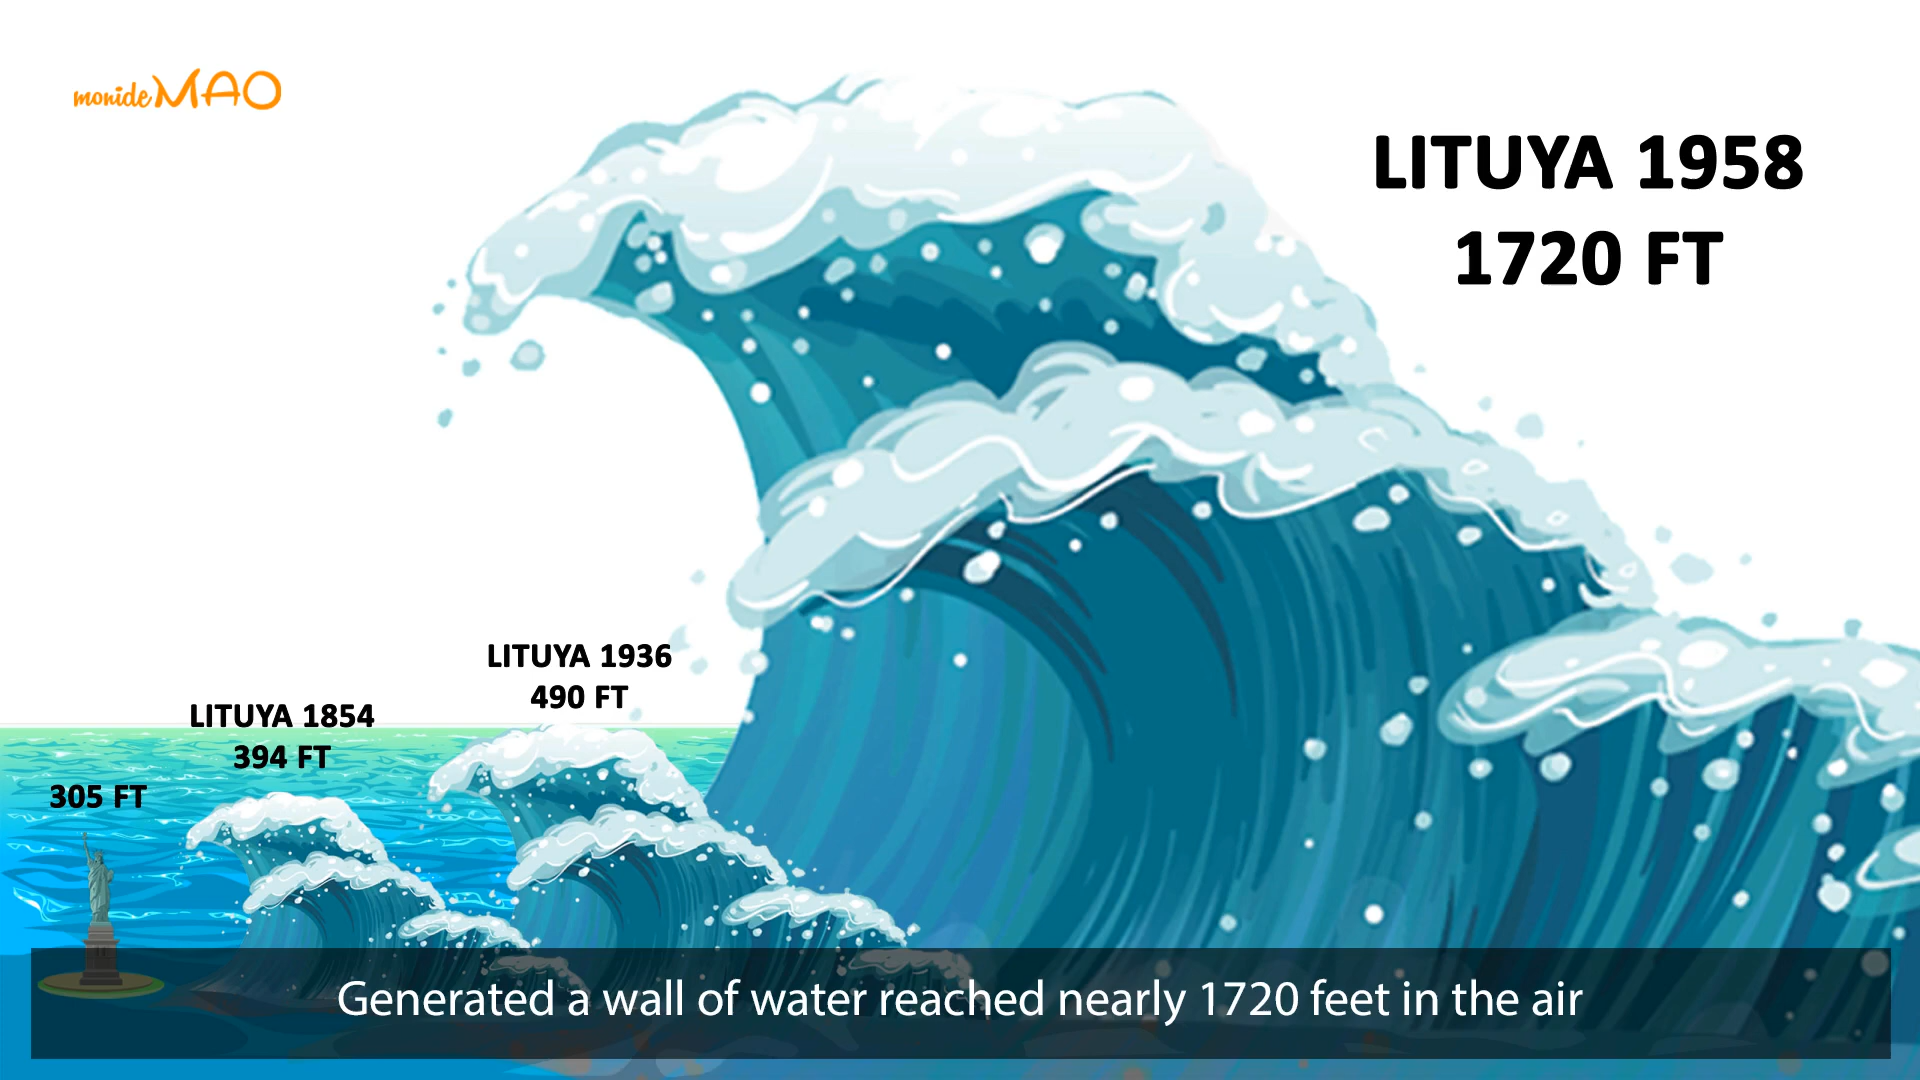 monideMAO
LITUYA 1958
1720 FT
LITUYA 1936
490 FT
LITUYA 1854
394 FT
305 FT
Generated a wall of water reached nearly 1720 feet in the air